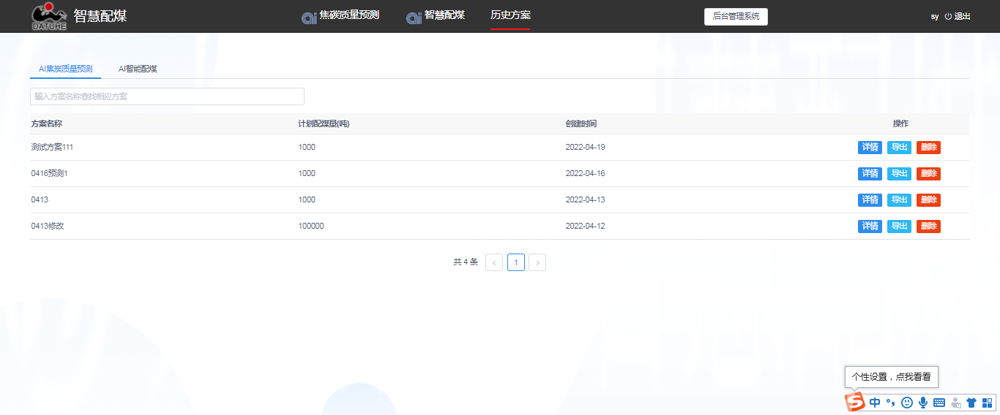 DATUHE 智慧配煤 ai 焦碳质量预测 ai 智慧配煤 历史方案 后台管理系统 sy 退出
AI焦炭质量预测 AI智能配煤
输入方案名称查找相应方案
方案名称 计划配煤量(吨) 创建时间 操作
测试方案111 1000 2022-04-19 详情 导出 删除
0416预测1 1000 2022-04-16 详情 导出 删除
0413 1000 2022-04-13 详情 导出 删除
0413修改 100000 2022-04-12 详情 导出 删除
共 4 条 < 1 >
个性设置，点我看看
S 中